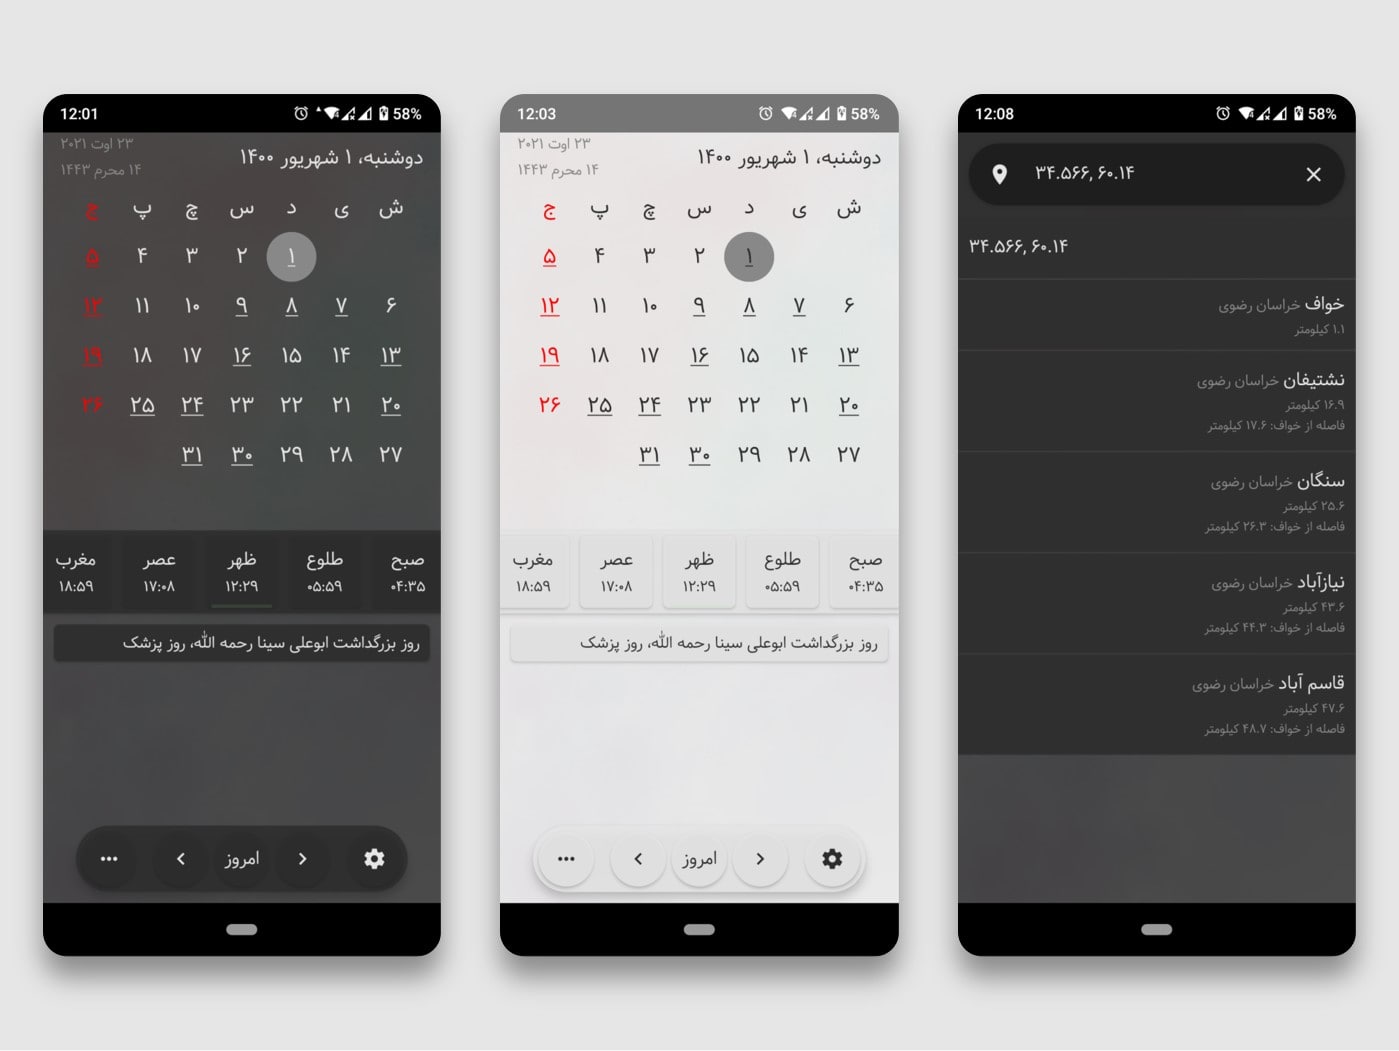 12:01
58%
دوشنبه، ۱ شهریور ۱۴۰۰
۲۳ اوت ۲۰۲۱
۱۴ محرم ۱۴۴۳
ش ی د س چ پ ج
۱ ۲ ۳ ۴ ۵
۶ ۷ ۸ ۹ ۱۰ ۱۱ ۱۲
۱۳ ۱۴ ۱۵ ۱۶ ۱۷ ۱۸ ۱۹
۲۰ ۲۱ ۲۲ ۲۳ ۲۴ ۲۵ ۲۶
۲۷ ۲۸ ۲۹ ۳۰ ۳۱
صبح طلوع ظهر عصر مغرب
۰۴:۳۵ ۰۵:۵۹ ۱۲:۲۹ ۱۷:۰۸ ۱۸:۵۹
روز بزرگداشت ابوعلی سینا رحمه الله، روز پزشک
امروز
12:03
58%
دوشنبه، ۱ شهریور ۱۴۰۰
۲۳ اوت ۲۰۲۱
۱۴ محرم ۱۴۴۳
ش ی د س چ پ ج
۱ ۲ ۳ ۴ ۵
۶ ۷ ۸ ۹ ۱۰ ۱۱ ۱۲
۱۳ ۱۴ ۱۵ ۱۶ ۱۷ ۱۸ ۱۹
۲۰ ۲۱ ۲۲ ۲۳ ۲۴ ۲۵ ۲۶
۲۷ ۲۸ ۲۹ ۳۰ ۳۱
صبح طلوع ظهر عصر مغرب
۰۴:۳۵ ۰۵:۵۹ ۱۲:۲۹ ۱۷:۰۸ ۱۸:۵۹
روز بزرگداشت ابوعلی سینا رحمه الله، روز پزشک
امروز
12:08
58%
۳۴.۵۶۶, ۶۰.۱۴
۳۴.۵۶۶, ۶۰.۱۴
خواف خراسان رضوی
۱.۱ کیلومتر
نشتیفان خراسان رضوی
۱۶.۹ کیلومتر
فاصله از خواف: ۱۷.۶ کیلومتر
سنگان خراسان رضوی
۲۵.۶ کیلومتر
فاصله از خواف: ۲۶.۳ کیلومتر
نیازآباد خراسان رضوی
۴۳.۶ کیلومتر
فاصله از خواف: ۴۴.۳ کیلومتر
قاسم آباد خراسان رضوی
۴۷.۶ کیلومتر
فاصله از خواف: ۴۸.۷ کیلومتر